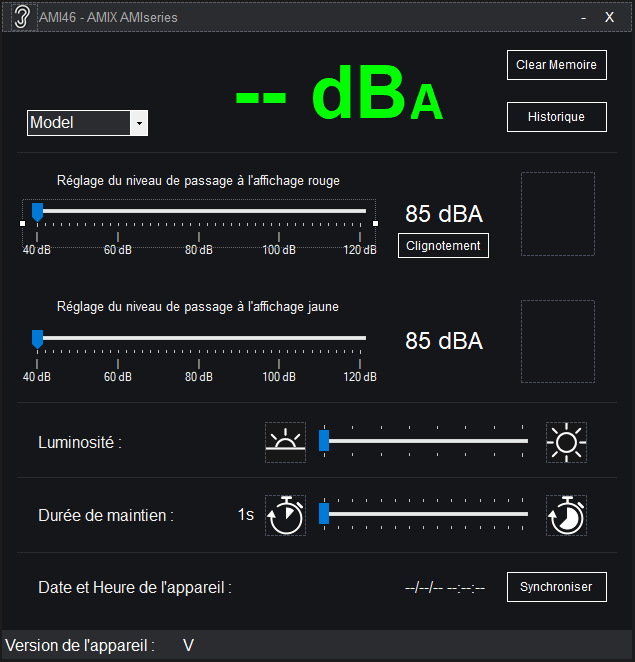 AMI46 - AMIX AMIseries - X
-- dBA
Clear Memoire
Model
Historique
Réglage du niveau de passage à l'affichage rouge
85 dBA
40 dB 60 dB 80 dB 100 dB 120 dB
Clignotement
Réglage du niveau de passage à l'affichage jaune
85 dBA
40 dB 60 dB 80 dB 100 dB 120 dB
Luminosité :
Durée de maintien : 1s
Date et Heure de l'appareil : --/--/-- --:--:-- Synchroniser
Version de l'appareil : V